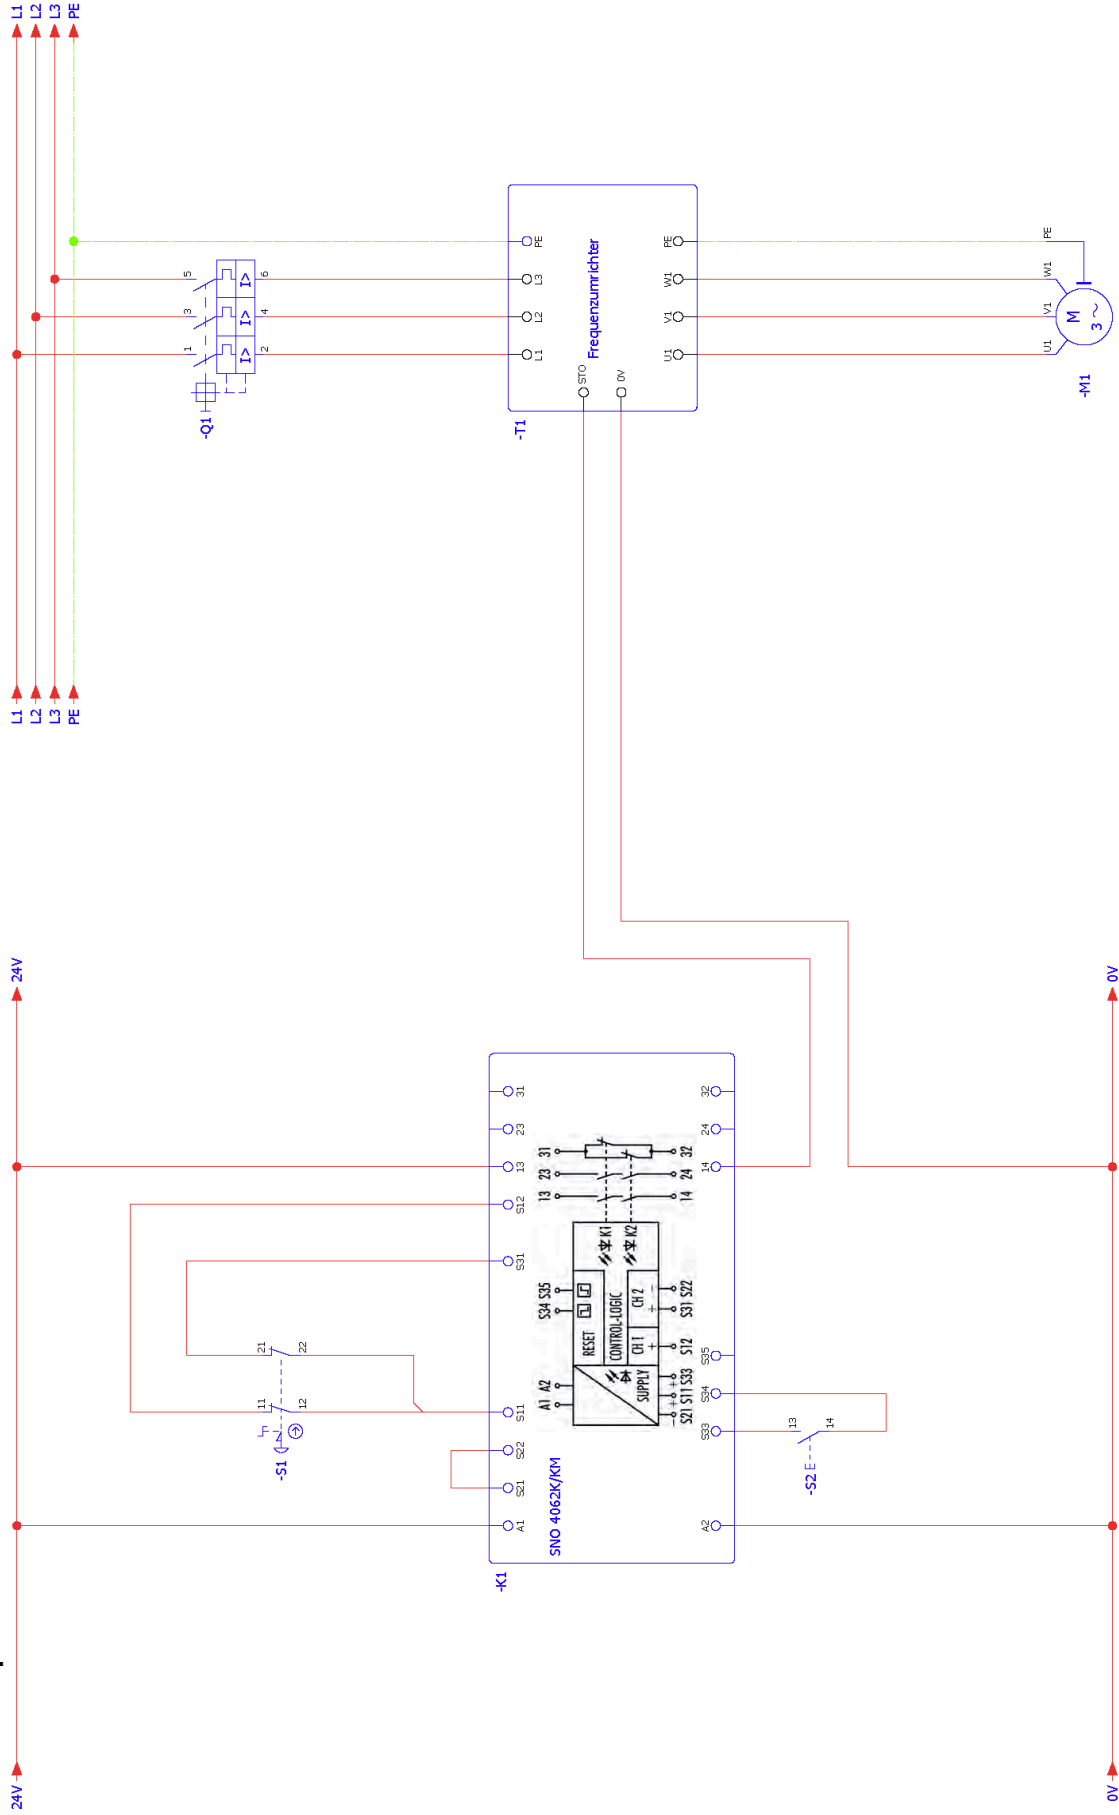 24V
24V
L1
L1
L2
L2
L3
L3
PE
PE
-S1
11
12
21
22
-Q1
1
2
3
4
5
6
-K1
SNO 4062K/KM
A1
S21
S22
S11
S31
S12
13
23
31
A1 A2
S34 S35
13
23
31
SUPPLY
RESET
CONTROL-LOGIC
CH 1
CH 2
K1
K2
S21 S11 S33
S12
S31 S22
14
24
32
A2
S33
S34
S35
14
24
32
-S2
13
14
-T1
L1
L2
L3
PE
STO
0V
Frequenzumrichter
U1
V1
W1
PE
-M1
U1
V1
W1
PE
M
3 ~
0V
0V